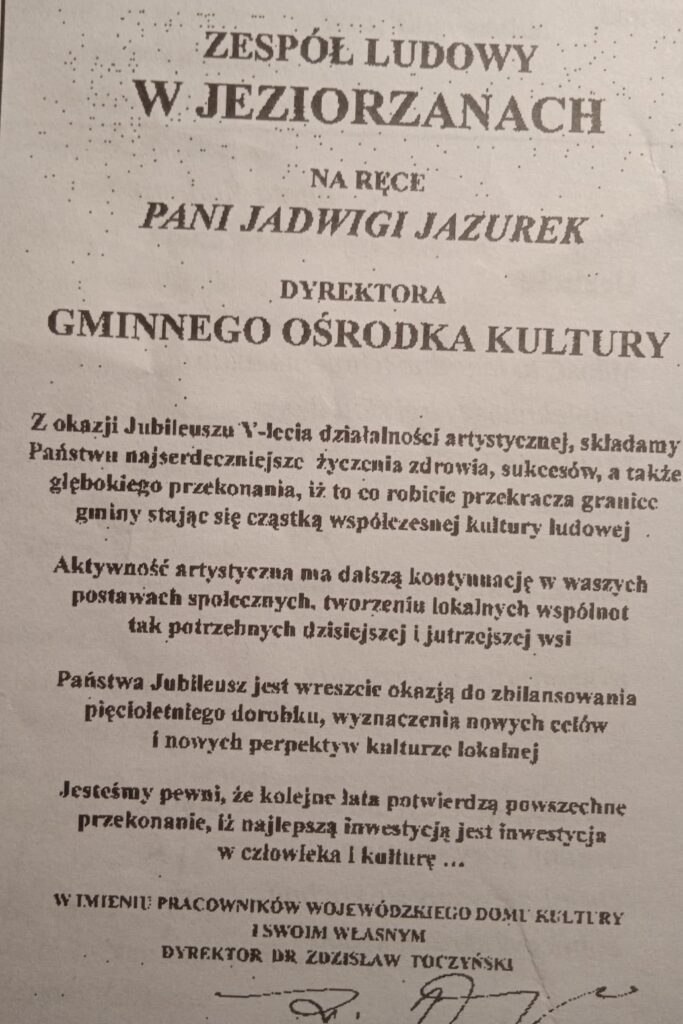 ZESPÓŁ LUDOWY
W JEZIORZANACH
NA RĘCE
PANI JADWIGI JAZUREK
DYREKTORA
GMINNEGO OŚRODKA KULTURY
Z okazji Jubileuszu V-lecia działalności artystycznej, składamy
Państwu najserdeczniejsze życzenia zdrowia, sukcesów, a także
głębokiego przekonania, iż to co robicie przekracza granice
gminy stając się cząstką współczesnej kultury ludowej .
Aktywność artystyczna ma dalszą kontynuację w waszych
postawach społecznych, tworzeniu lokalnych wspólnot
tak potrzebnych dzisiejszej i jutrzejszej wsi
Państwa Jubileusz jest wreszcie okazją do zbilansowania
pięcioletniego dorobku, wyznaczenia nowych celów
i nowych perpektyw kulturze lokalnej
Jesteśmy pewni, że kolejne lata potwierdzą powszechne
przekonanie, iż najlepszą inwestycją jest inwestycja
w człowieka i kulturę ...
W IMIENIU PRACOWNIKÓW WOJEWÓDZKIEGO DOMU KULTURY
I SWOIM WŁASNYM
DYREKTOR DR ZDZISŁAW TOCZYŃSKI